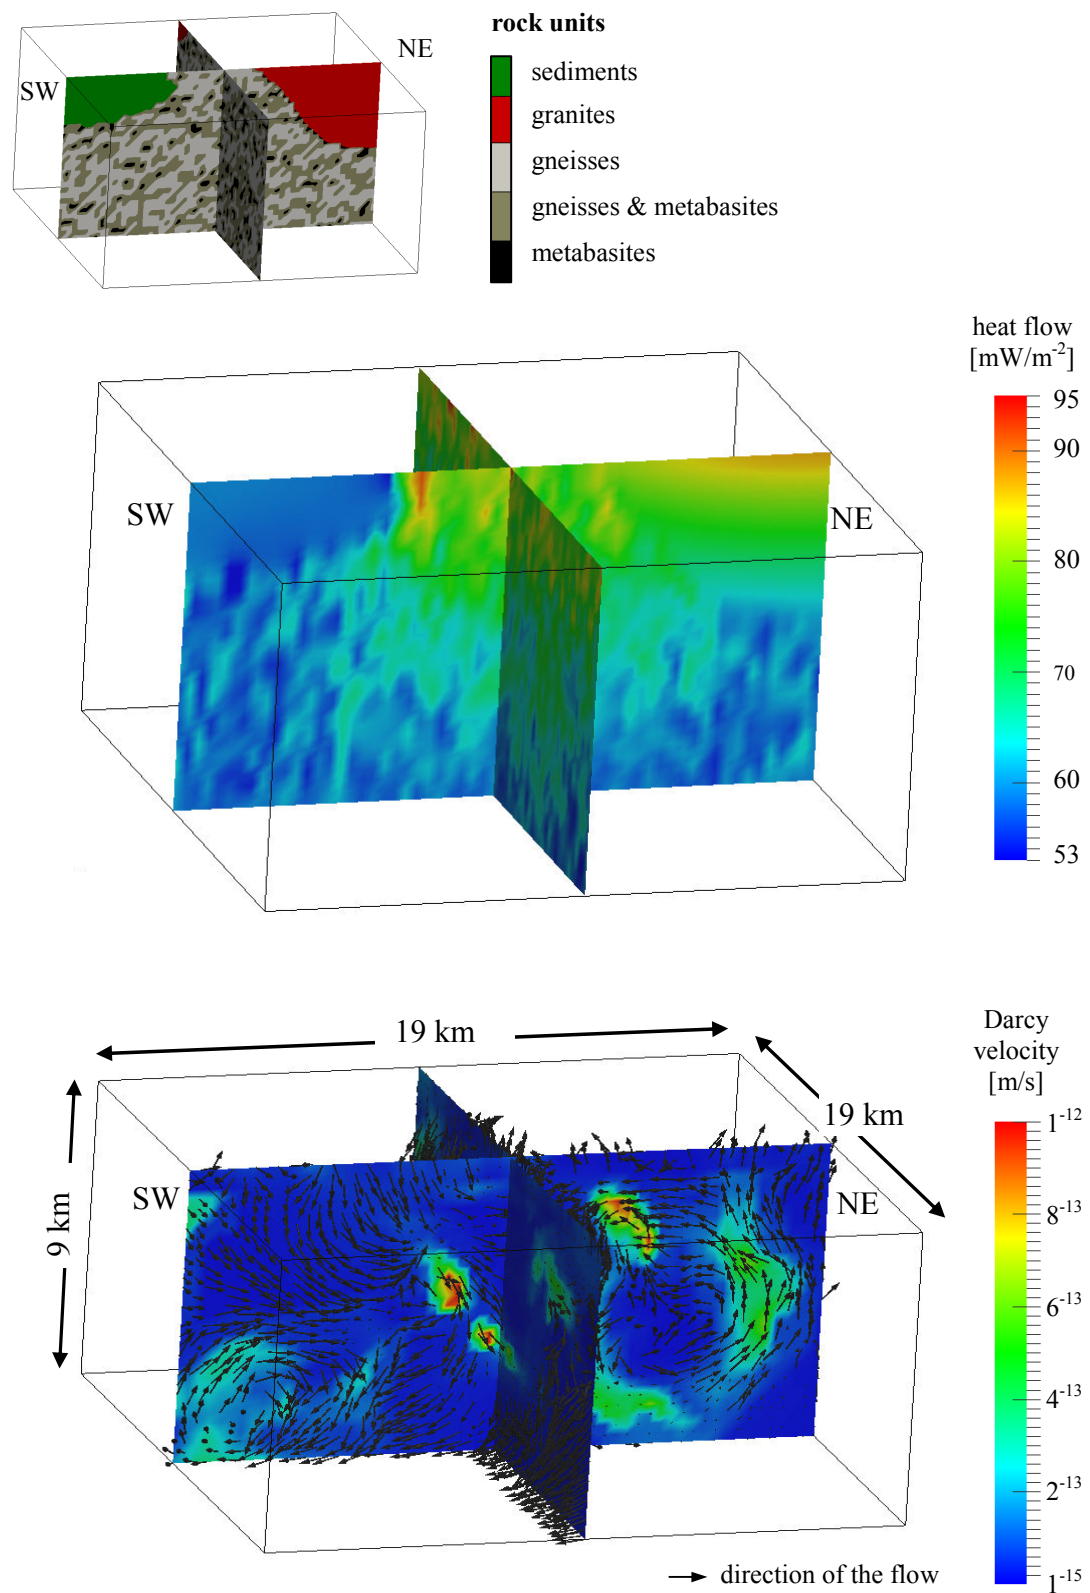 rock units
NE
SW
sediments
granites
gneisses
gneisses & metabasites
metabasites
heat flow
[mW/m-2]
95
90
80
70
60
53
SW
NE
19 km
19 km
9 km
SW
NE
Darcy
velocity
[m/s]
1-12
8-13
6-13
4-13
2-13
1-15
direction of the flow